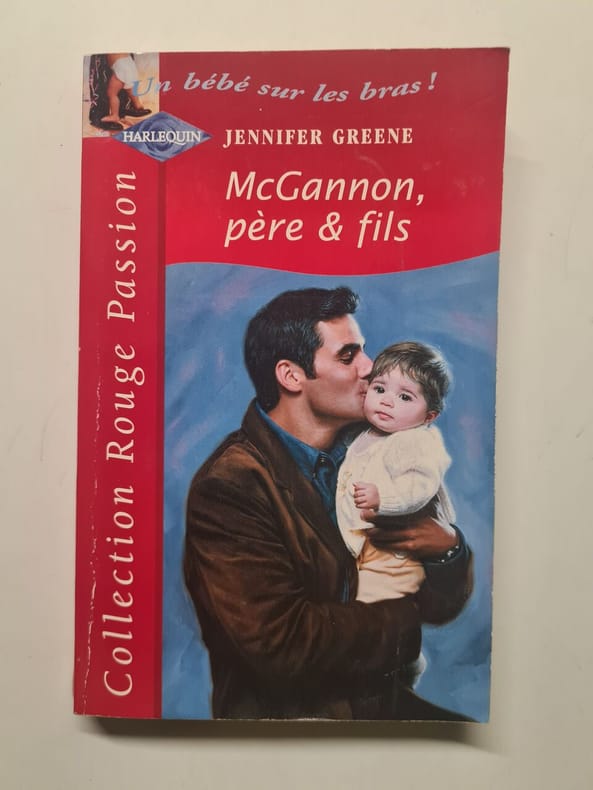 Un bébé sur les bras !
HARLEQUIN
JENNIFER GREENE
McGannon,
père & fils
Collection Rouge Passion